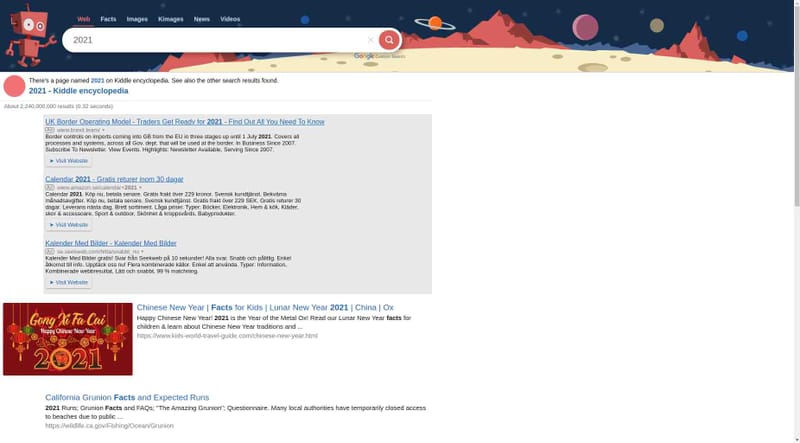 Web Facts Images Kimages News Videos
2021
Google Custom Search
There's a page named 2021 on Kiddle encyclopedia. See also the other search results found.
2021 - Kiddle encyclopedia
About 2,240,000,000 results (0.32 seconds)
UK Border Operating Model - Traders Get Ready for 2021 - Find Out All You Need To Know
Ad www.brexit.team/
Border controls on imports coming into GB from the EU in three stages up until 1 July 2021. Covers all
processes and systems, across all Gov. dept. that will be used at the border. In Business Since 2007.
Subscribe To Newsletter. View Events. Highlights: Newsletter Available, Serving Since 2007.
► Visit Website
Calendar 2021 - Gratis returer inom 30 dagar
Ad www.amazon.se/calendar+2021
Calendar 2021. Köp nu, betala senare. Gratis frakt över 229 kronor. Svensk kundtjänst. Bekväma
månadsavgifter. Köp nu, betala senare. Svensk kundtjänst. Gratis frakt över 229 SEK. Gratis returer 30
dagar. Leverans nästa dag. Brett sortiment. Låga priser. Typer: Böcker, Elektronik, Hem & kök, Kläder,
skor & accessoarer, Sport & outdoor, Skönhet & kroppsvårds, Babyprodukter.
► Visit Website
Kalender Med Bilder - Kalender Med Bilder
Ad se.seekweb.com/hitta/snabbt_nu
Kalender Med Bilder gratis! Svar från Seekweb på 10 sekunder! Alla svar. Snabb och pålitlig. Enkel
åtkomst till info. Upptäck oss nu! Flera kombinerade källor. Enkel att använda. Typer: Information,
Kombinerade webbresultat, Lätt och snabbt, 99 % matchning.
► Visit Website
Gong Xi Fa Cai
Happy Chinese New Year
2021
Chinese New Year | Facts for Kids | Lunar New Year 2021 | China | Ox
Happy Chinese New Year! 2021 is the Year of the Metal Ox! Read our Lunar New Year facts for
children & learn about Chinese New Year traditions and ...
https://www.kids-world-travel-guide.com/chinese-new-year.html
California Grunion Facts and Expected Runs
2021 Runs; Grunion Facts and FAQs; "The Amazing Grunion"; Questionnaire. Many local authorities have temporarily closed access
to beaches due to public ...
https://wildlife.ca.gov/Fishing/Ocean/Grunion